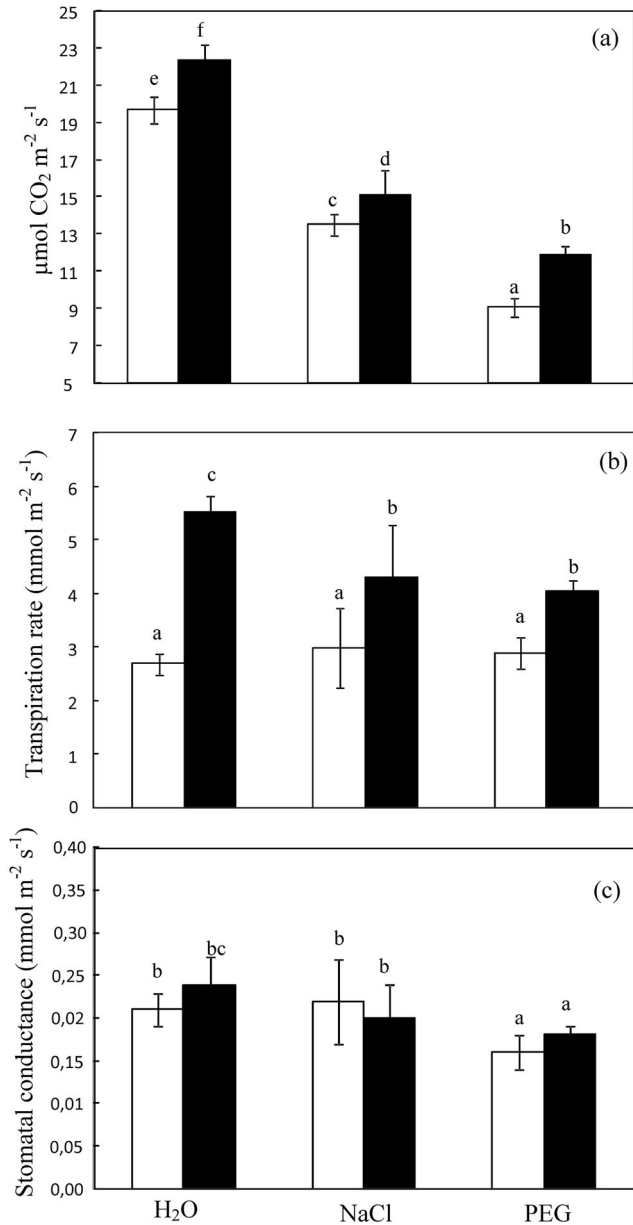 (a)
μmol CO₂ m⁻² s⁻¹
25
23
21
19
17
15
13
11
9
7
5
e
f
c
d
a
b
(b)
Transpiration rate (mmol m⁻² s⁻¹)
7
6
5
4
3
2
1
0
a
c
a
b
a
b
(c)
Stomatal conductance (mmol m⁻² s⁻¹)
0,40
0,35
0,30
0,25
0,02
0,15
0,01
0,05
0,00
b
bc
b
b
a
a
H₂O NaCl PEG